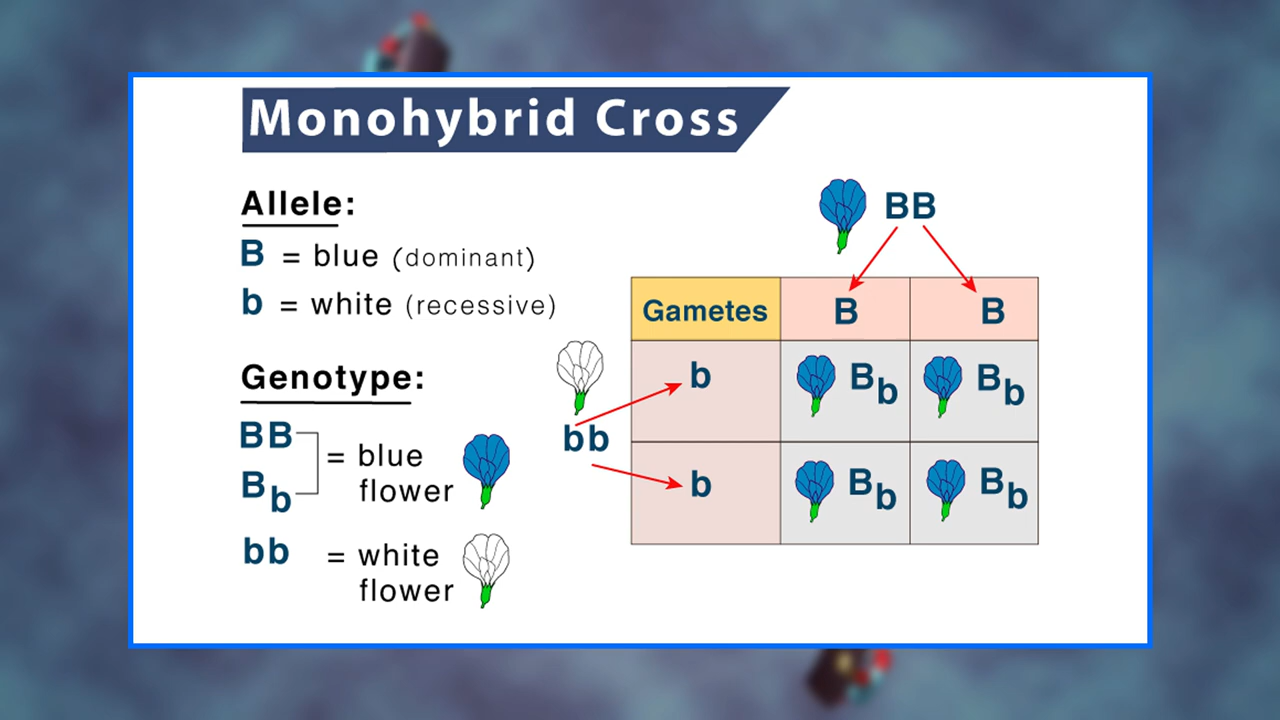 Monohybrid Cross
Allele:
B = blue (dominant)
b = white (recessive)
Genotype:
BB
Bb
= blue
flower
bb = white
flower
BB
Gametes B B
bb
b Bb Bb
b Bb Bb